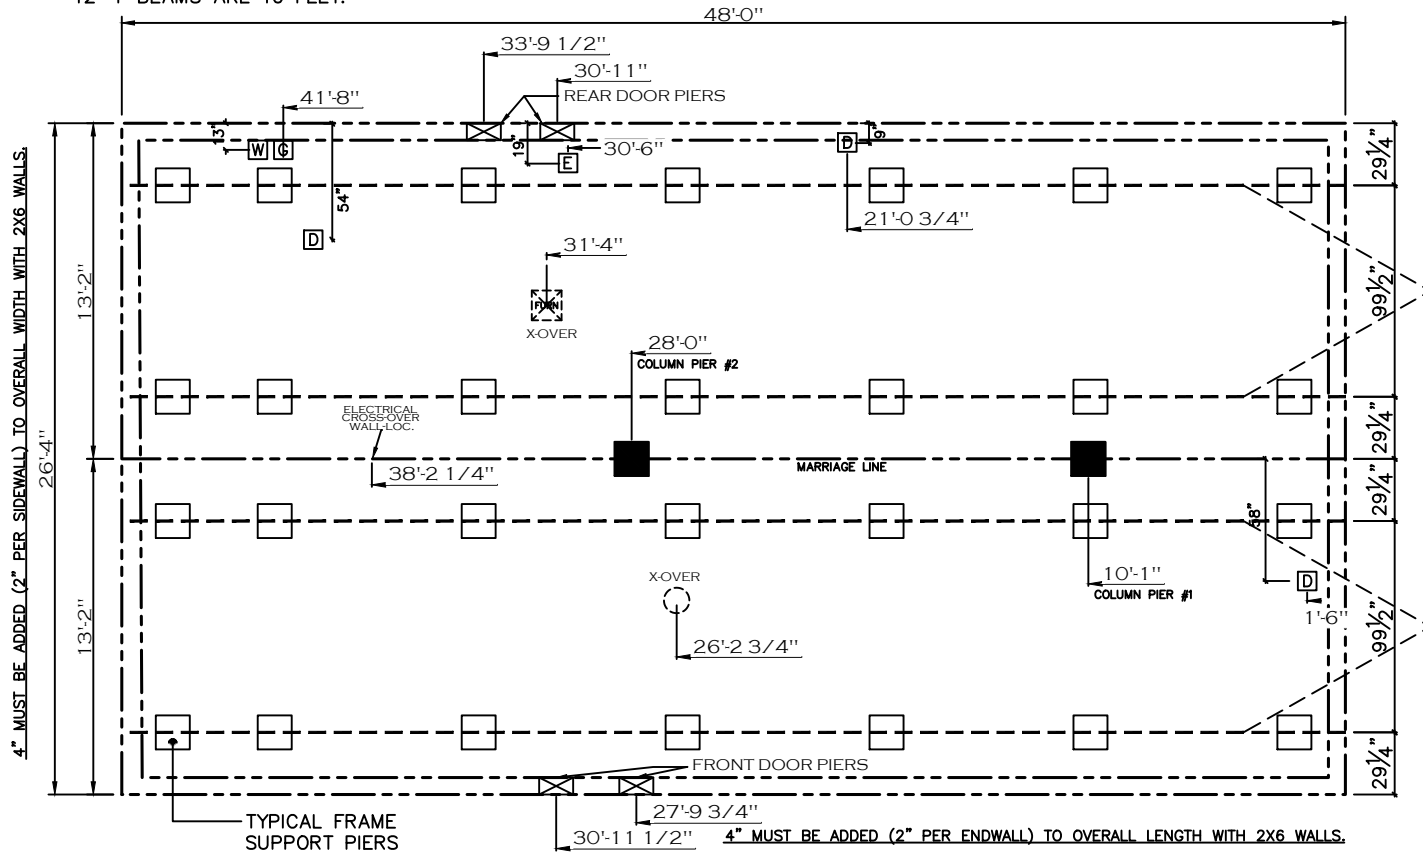 48'-0"
33'-9 1/2"
30'-11"
REAR DOOR PIERS
41'-8"
13"
W
G
19"
30'-6"
E
D
9"
29 1/4"
54"
21'-0 3/4"
D
31'-4"
FURN
X-OVER
13'-2"
99 1/2"
28'-0"
COLUMN PIER #2
ELECTRICAL
CROSS-OVER
WALL-LOC.
29 1/4"
26'-4"
38'-2 1/4"
MARRIAGE LINE
29 1/4"
58"
X-OVER
10'-1"
COLUMN PIER #1
D
1'-6"
13'-2"
99 1/2"
26'-2 3/4"
29 1/4"
FRONT DOOR PIERS
27'-9 3/4"
30'-11 1/2"
TYPICAL FRAME
SUPPORT PIERS
4" MUST BE ADDED (2" PER ENDWALL) TO OVERALL LENGTH WITH 2X6 WALLS.
4" MUST BE ADDED (2" PER SIDEWALL) TO OVERALL WIDTH WITH 2X6 WALLS.